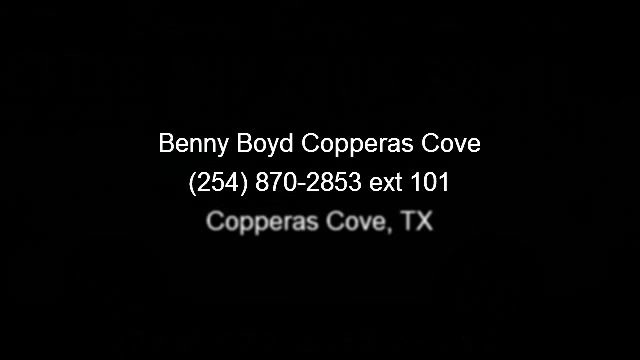 Benny Boyd Copperas Cove
(254) 870-2853 ext 101
Copperas Cove, TX